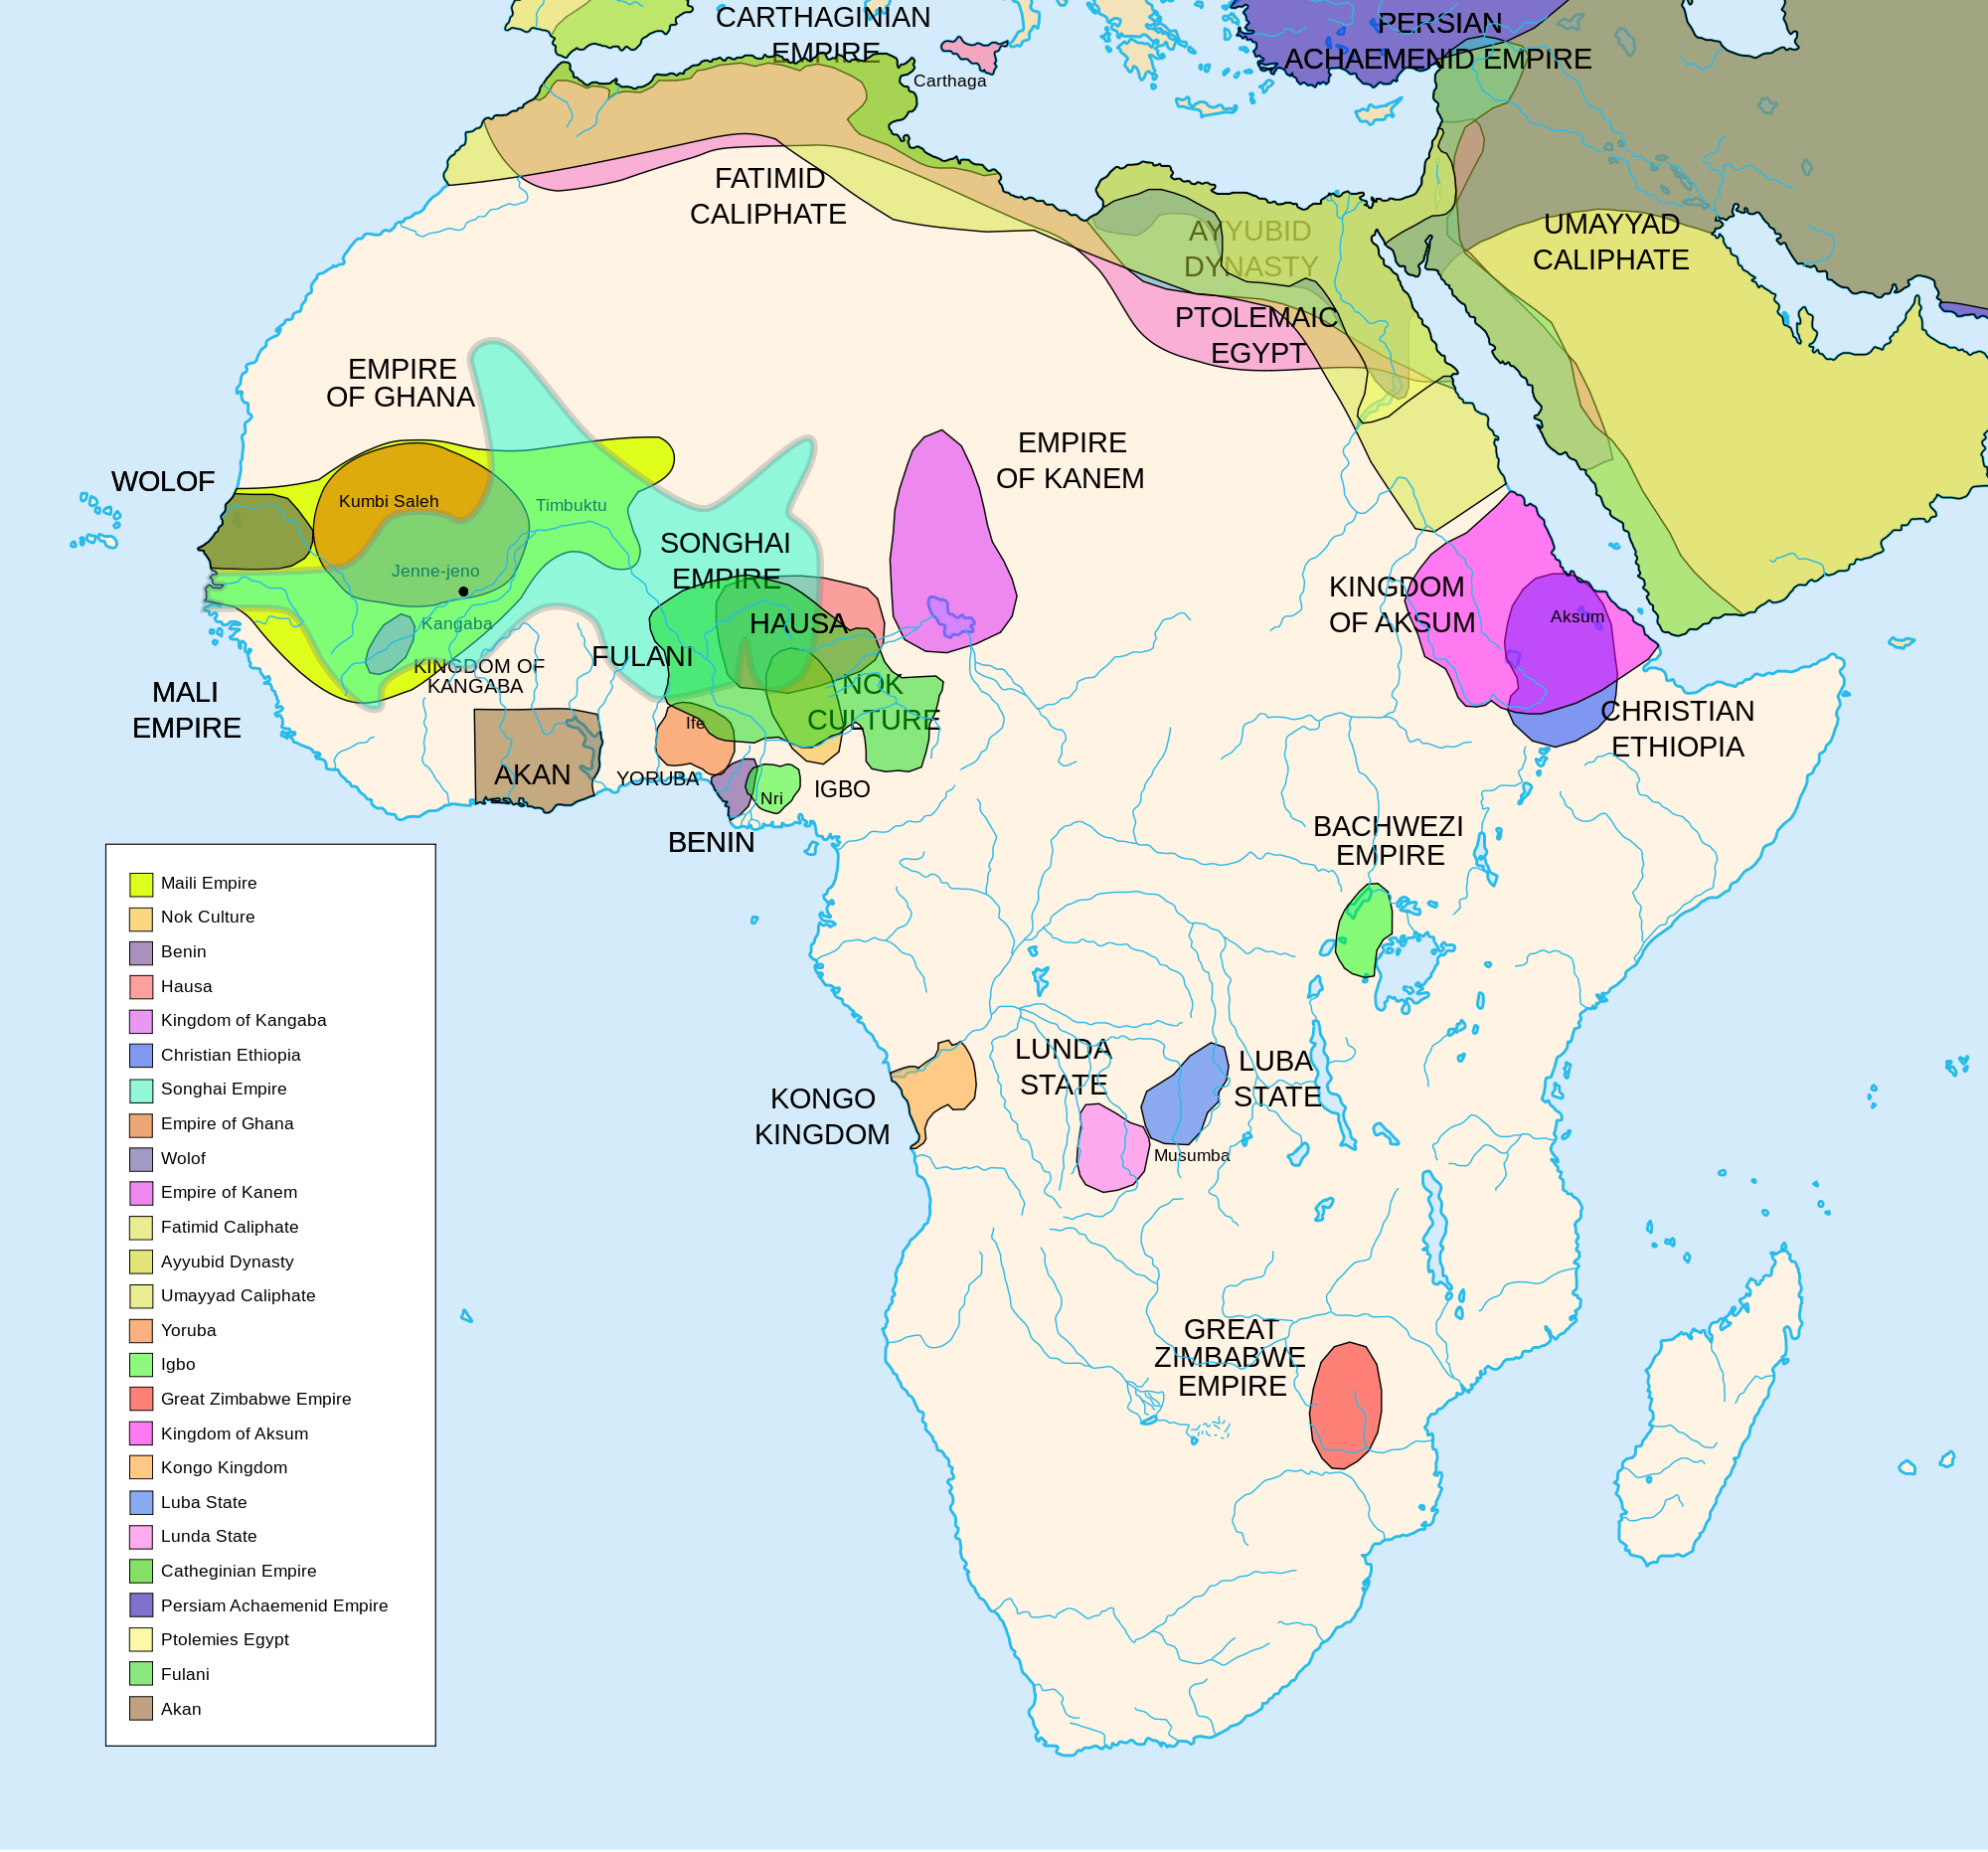 CARTHAGINIAN
EMPIRE
PERSIAN
ACHAEMENID EMPIRE
Carthaga
FATIMID
CALIPHATE
AYYUBID
DYNASTY
UMAYYAD
CALIPHATE
PTOLEMAIC
EGYPT
EMPIRE
OF GHANA
EMPIRE
OF KANEM
WOLOF
Kumbi Saleh
Timbuktu
SONGHAI
EMPIRE
Jenne-jeno
KINGDOM
OF AKSUM
Aksum
Kangaba
HAUSA
FULANI
KINGDOM OF
KANGABA
MALI
EMPIRE
NOK
CULTURE
Ife
CHRISTIAN
ETHIOPIA
AKAN
YORUBA
IGBO
Nri
BENIN
BACHWEZI
EMPIRE
LUNDA
STATE
LUBA
STATE
KONGO
KINGDOM
Musumba
GREAT
ZIMBABWE
EMPIRE
Maili Empire
Nok Culture
Benin
Hausa
Kingdom of Kangaba
Christian Ethiopia
Songhai Empire
Empire of Ghana
Wolof
Empire of Kanem
Fatimid Caliphate
Ayyubid Dynasty
Umayyad Caliphate
Yoruba
Igbo
Great Zimbabwe Empire
Kingdom of Aksum
Kongo Kingdom
Luba State
Lunda State
Catheginian Empire
Persiam Achaemenid Empire
Ptolemies Egypt
Fulani
Akan